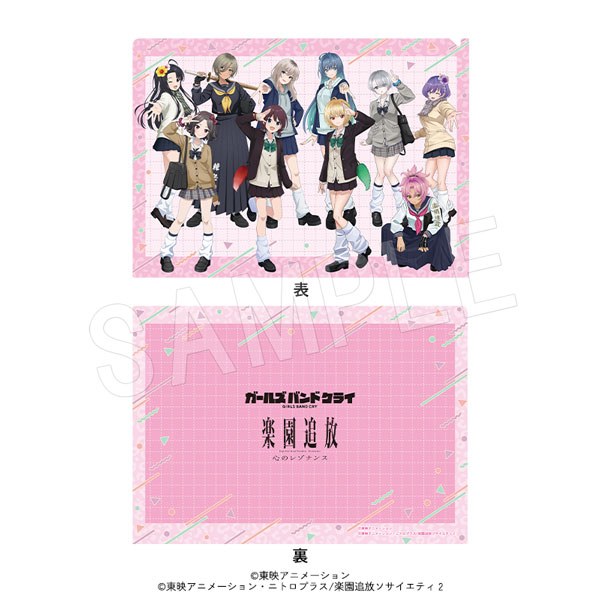 表
SAMPLE
ガールズバンドクライ
GIRLS BAND CRY
楽園追放
心のレゾナンス
裏
©東映アニメーション
©東映アニメーション・ニトロプラス/楽園追放ソサイエティ2